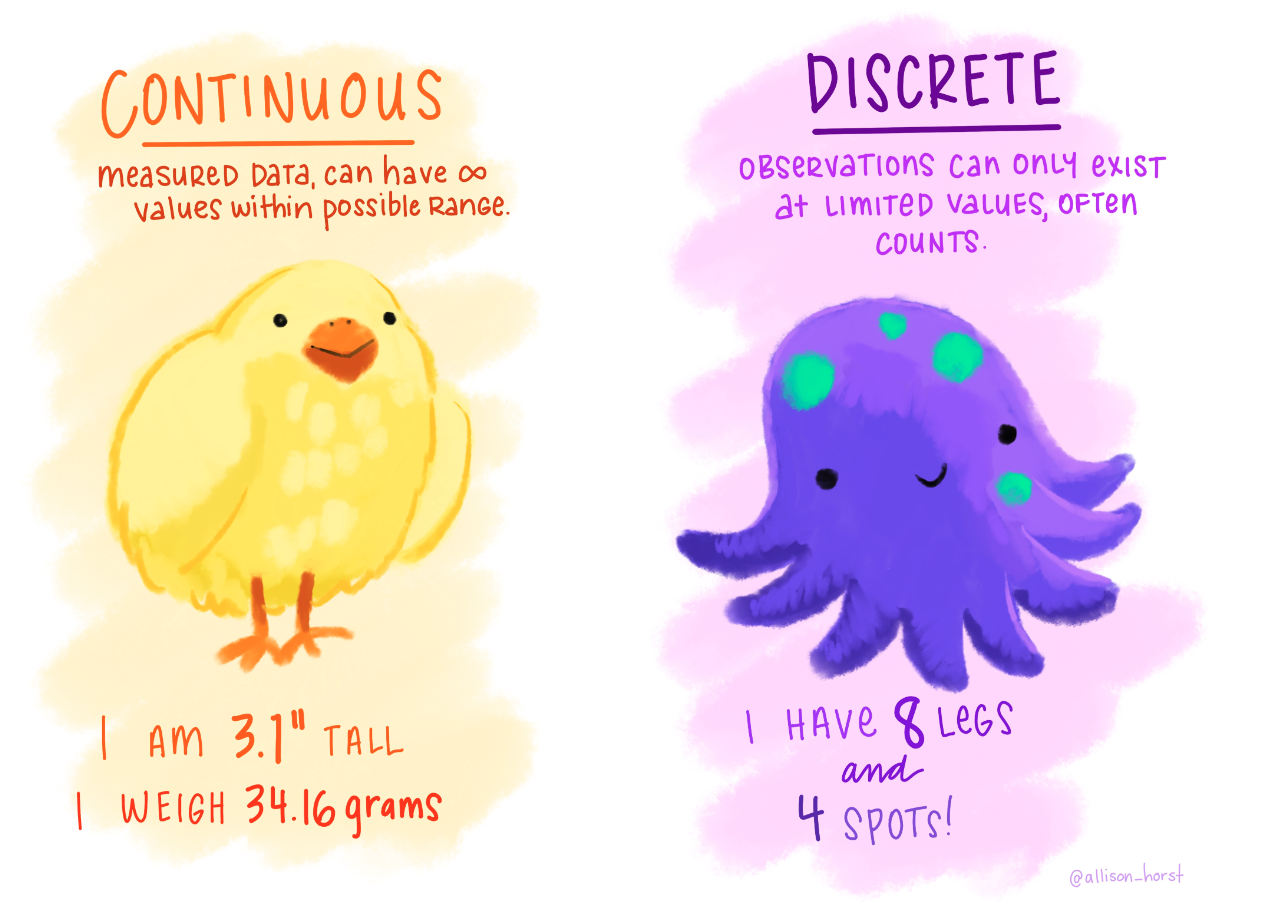 CONTINUOUS
measured data, can have ∞
values within possible range.
I AM 3.1" TALL
I WEIGH 34.16 grams
DISCRETE
OBSERVATIONS CAN ONLY EXIST
at LIMITED VALUES, OFTEN
COUNTS.
I HAVE 8 LEGS
and
4 SPOTS!
@allison_horst